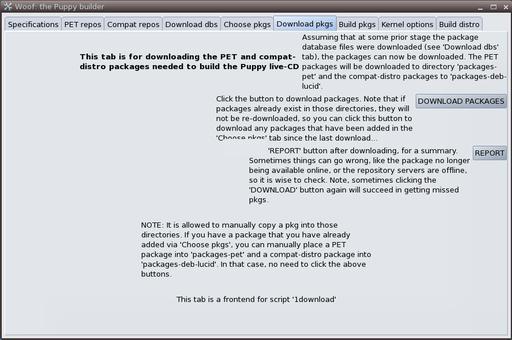 Woof: the Puppy builder
Specifications PET repos Compat repos Download dbs Choose pkgs Download pkgs Build pkgs Kernel options Build distro
This tab is for downloading the PET and compat-
distro packages needed to build the Puppy live-CD
Assuming that at some prior stage the package
database files were downloaded (see 'Download dbs'
tab), the packages can now be downloaded. The PET
packages will be downloaded to directory 'packages-
pet' and the compat-distro packages to 'packages-deb-
lucid'.
Click the button to download packages. Note that if
packages already exist in those directories, they will
not be re-downloaded, so you can click this button to
download any packages that have been added in the
'Choose pkgs' tab since the last download...
DOWNLOAD PACKAGES
'REPORT' button after downloading, for a summary.
Sometimes things can go wrong, like the package no longer
being available online, or the repository servers are offline,
so it is wise to check. Note, sometimes clicking the
'DOWNLOAD' button again will succeed in getting missed
pkgs.
REPORT
NOTE: It is allowed to manually copy a pkg into those
directories. If you have a package that you have already
added via 'Choose pkgs', you can manually place a PET
package into 'packages-pet' and a compat-distro package into
'packages-deb-lucid'. In that case, no need to click the above
buttons.
This tab is a frontend for script '1download'